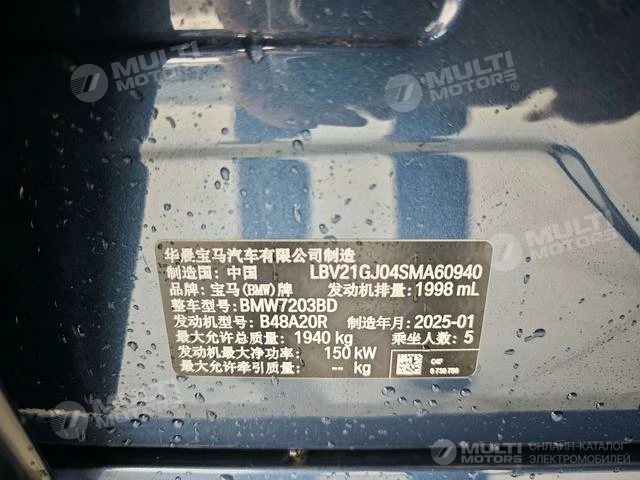 MULTI MOTORS®
MULTI MOTORS®
华晨宝马汽车有限公司制造
制造国: 中国 LBV21GJ04SMA60940
品牌: 宝马(BMW)牌 发动机排量: 1998 mL
整车型号: BMW7203BD
发动机型号: B48A20R 制造年月: 2025-01
最大允许总质量: 1940 kg 乘坐人数: 5
发动机最大净功率: 150 kW
最大允许牵引质量: -- kg
C4F
MULTI MOTORS®
MULTI MOTORS®
MULTI MOTORS
ОНЛАЙН-КАТАЛОГ
ЭЛЕКТРОМОБИЛЕЙ